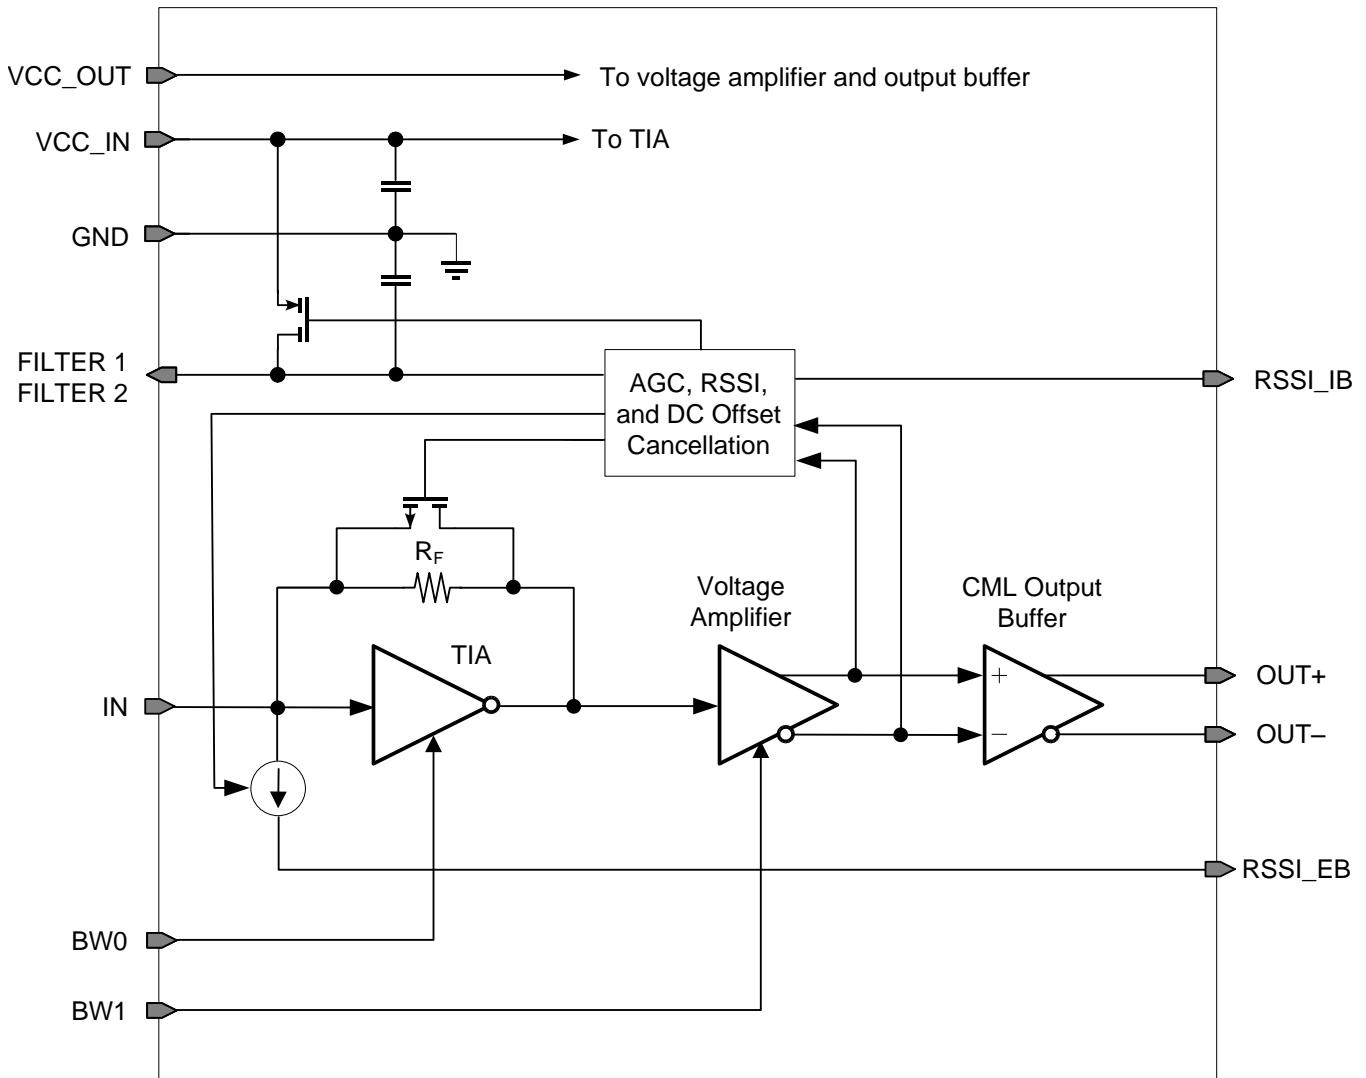 VCC_OUT
To voltage amplifier and output buffer
VCC_IN
To TIA
GND
FILTER 1
FILTER 2
AGC, RSSI,
and DC Offset
Cancellation
RSSI_IB
RF
Voltage
Amplifier
CML Output
Buffer
TIA
IN
+
−
OUT+
OUT–
RSSI_EB
BW0
BW1